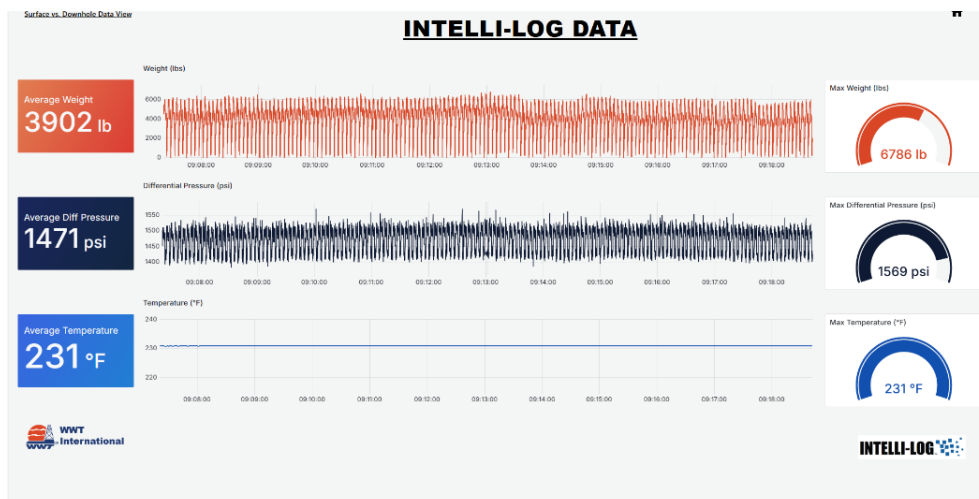 Surface vs. Downhole Data View
INTELLI-LOG DATA
Weight (lbs)
Average Weight
3902 lb
6000
4000
2000
0
09:08:00 09:09:00 09:10:00 09:11:00 09:12:00 09:13:00 09:14:00 09:15:00 09:16:00 09:17:00 09:18:00
Max Weight (lbs)
6786 lb
Differential Pressure (psi)
Average Diff Pressure
1471 psi
1550
1500
1450
1400
09:08:00 09:09:00 09:10:00 09:11:00 09:12:00 09:13:00 09:14:00 09:15:00 09:16:00 09:17:00 09:18:00
Max Differential Pressure (psi)
1569 psi
Temperature (°F)
Average Temperature
231 °F
240
230
220
09:08:00 09:09:00 09:10:00 09:11:00 09:12:00 09:13:00 09:14:00 09:15:00 09:16:00 09:17:00 09:18:00
Max Temperature (°F)
231 °F
WWT
WWT
International
INTELLI-LOG